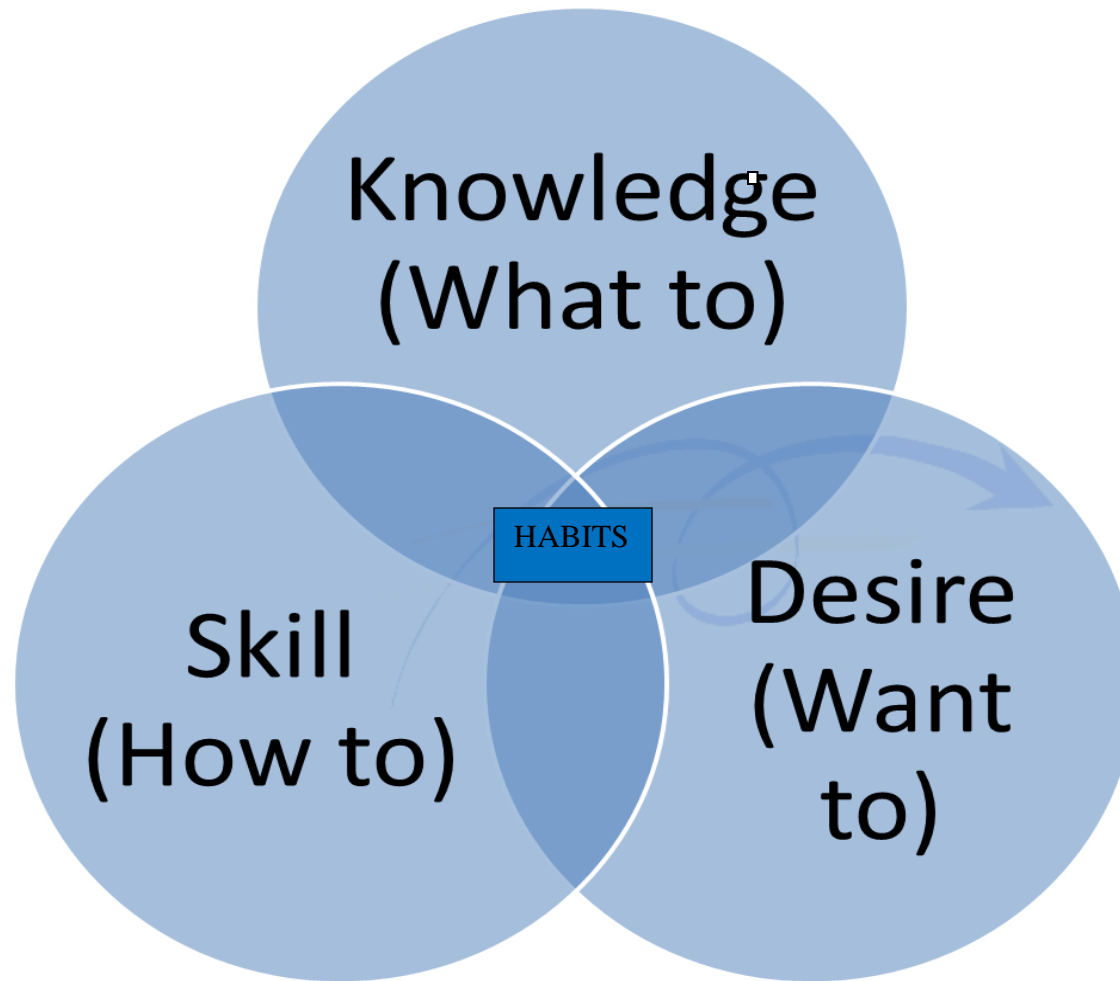 Knowledge
(What to)
HABITS
Skill
(How to)
Desire
(Want
to)